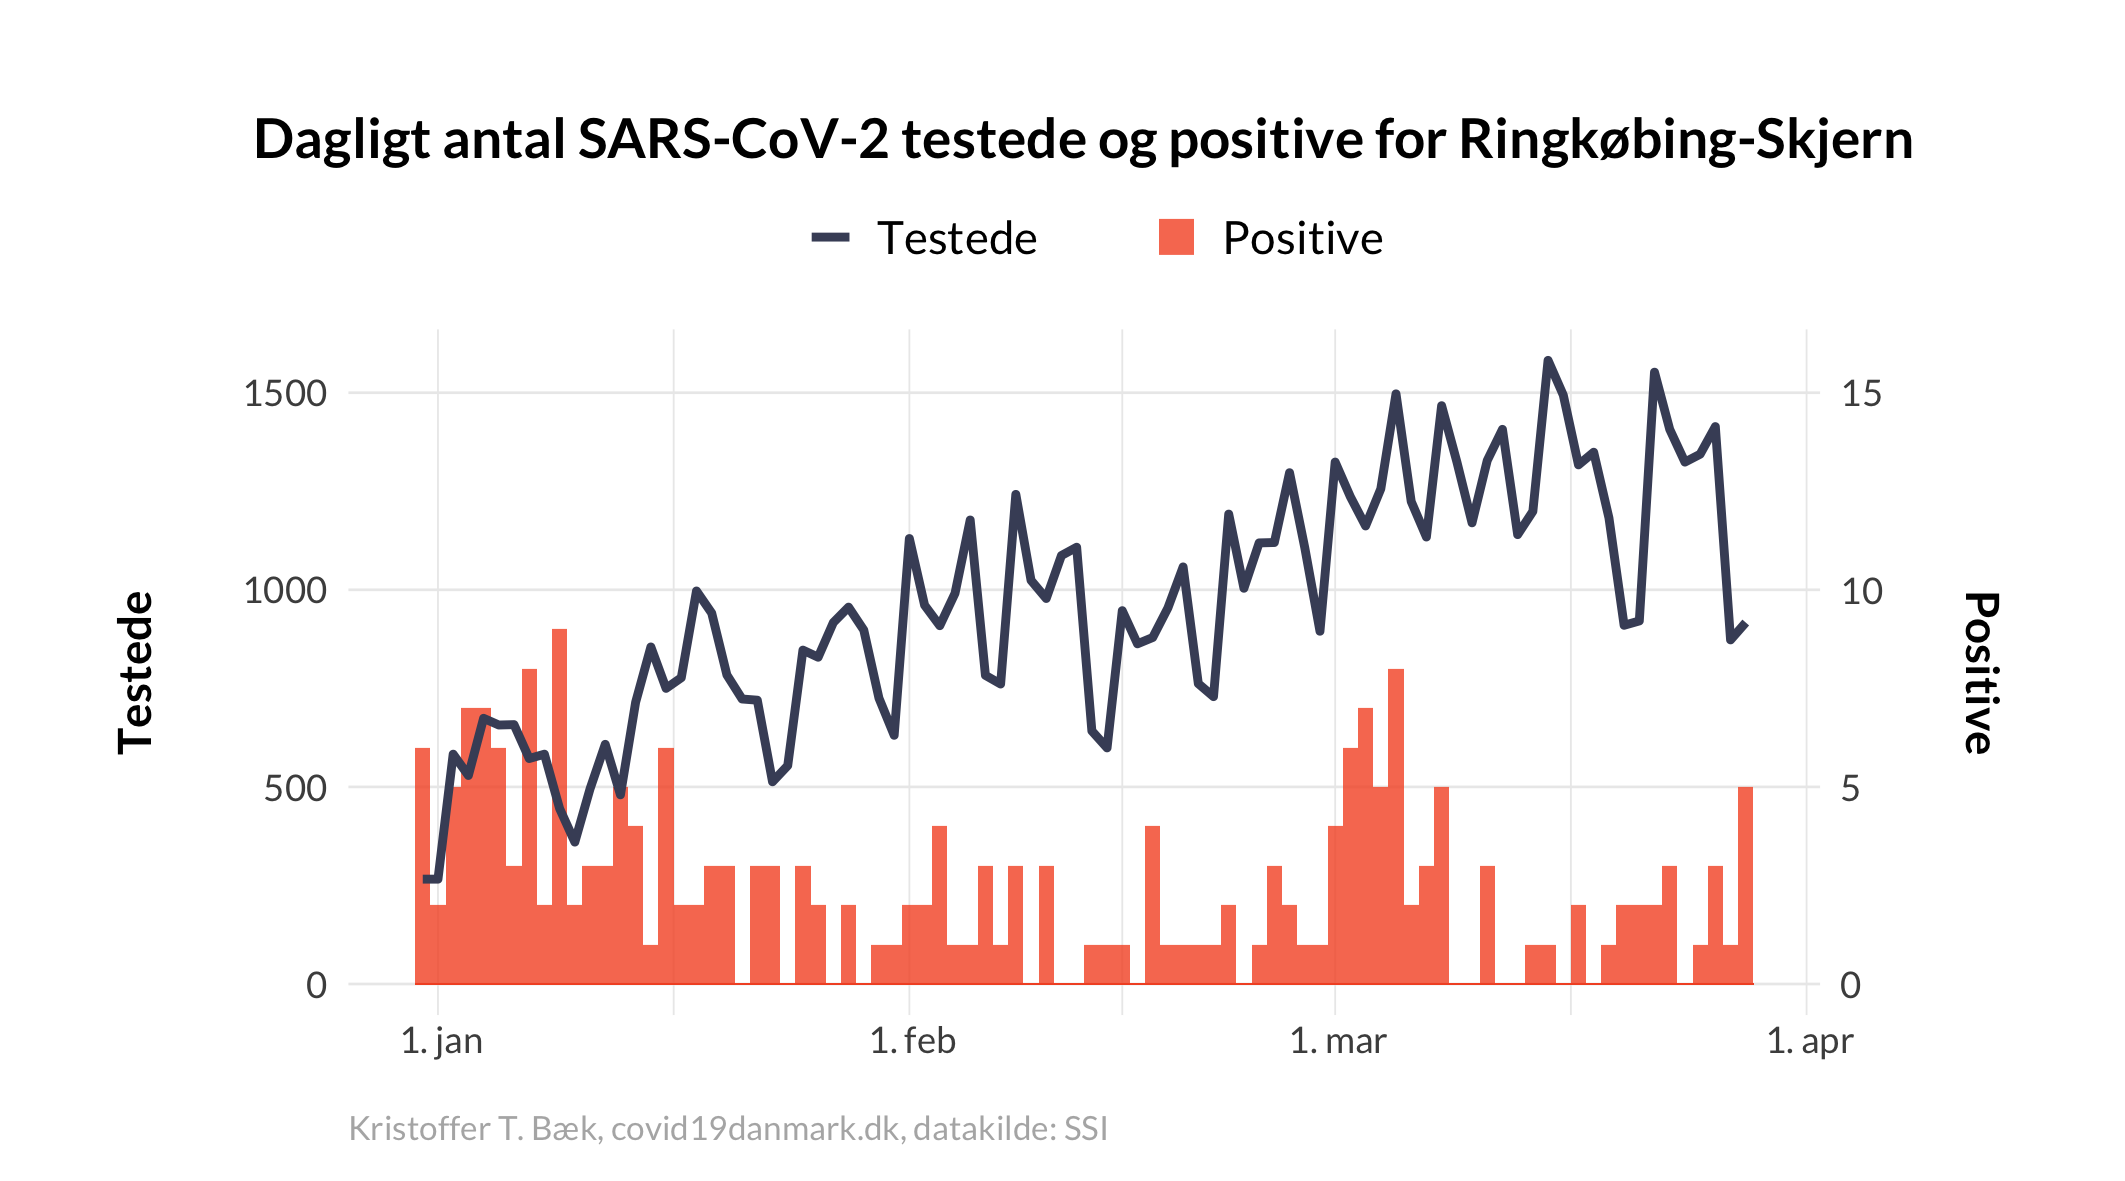 Dagligt antal SARS-CoV-2 testede og positive for Ringkøbing-Skjern
Testede
Positive
1500
1000
500
0
15
10
5
0
Testede
Positive
1. jan
1. feb
1. mar
1. apr
Kristoffer T. Bæk, covid19danmark.dk, datakilde: SSI